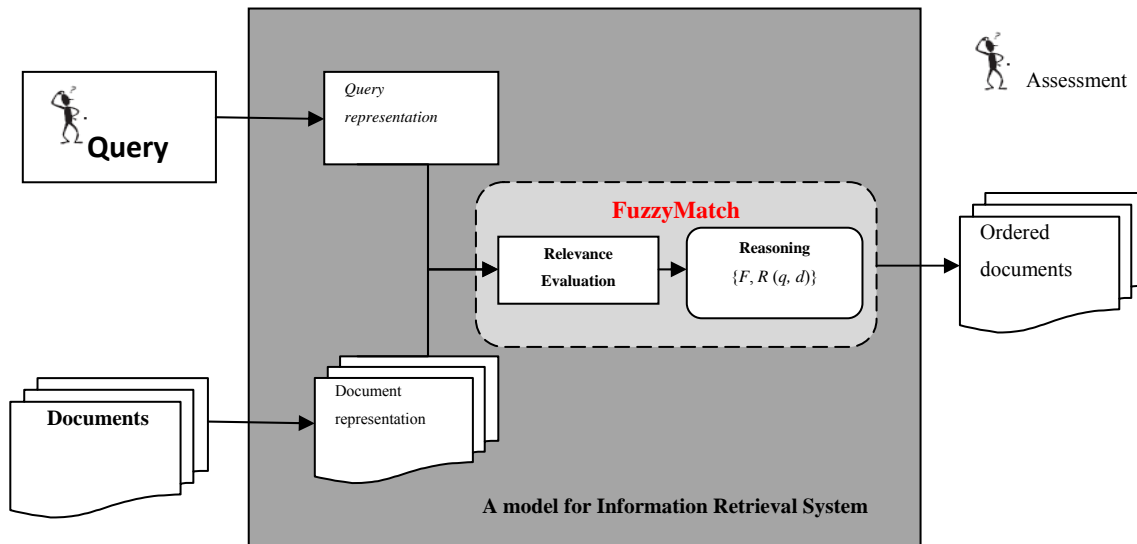 Query
Query
representation
Assessment
FuzzyMatch
Relevance
Evaluation
Reasoning
{F, R (q, d)}
Ordered
documents
Documents
Document
representation
A model for Information Retrieval System